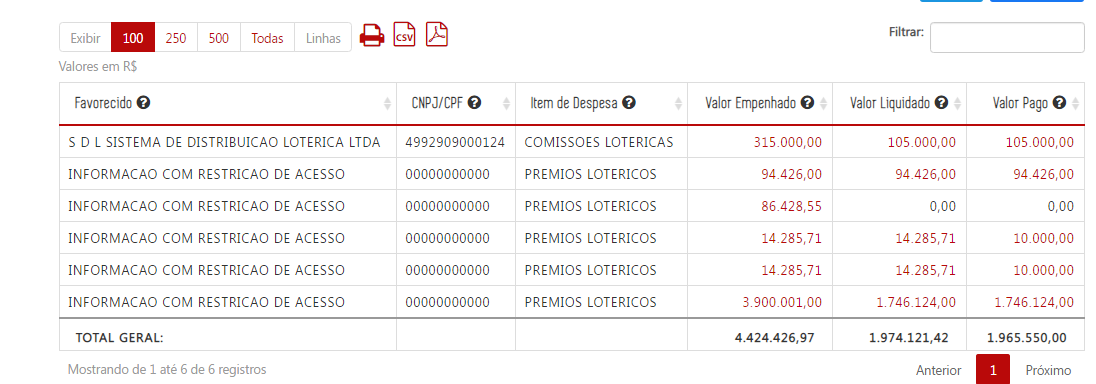 Exibir 100 250 500 Todas Linhas CSV Filtrar:
Valores em R$
Favorecido ? CNPJ/CPF ? Item de Despesa ? Valor Empenhado ? Valor Liquidado ? Valor Pago ?
S D L SISTEMA DE DISTRIBUICAO LOTERICA LTDA 4992909000124 COMISSOES LOTERICAS 315.000,00 105.000,00 105.000,00
INFORMACAO COM RESTRICAO DE ACESSO 00000000000 PREMIOS LOTERICOS 94.426,00 94.426,00 94.426,00
INFORMACAO COM RESTRICAO DE ACESSO 00000000000 PREMIOS LOTERICOS 86.428,55 0,00 0,00
INFORMACAO COM RESTRICAO DE ACESSO 00000000000 PREMIOS LOTERICOS 14.285,71 14.285,71 10.000,00
INFORMACAO COM RESTRICAO DE ACESSO 00000000000 PREMIOS LOTERICOS 14.285,71 14.285,71 10.000,00
INFORMACAO COM RESTRICAO DE ACESSO 00000000000 PREMIOS LOTERICOS 3.900.001,00 1.746.124,00 1.746.124,00
TOTAL GERAL: 4.424.426,97 1.974.121,42 1.965.550,00
Mostrando de 1 até 6 de 6 registros Anterior 1 Próximo